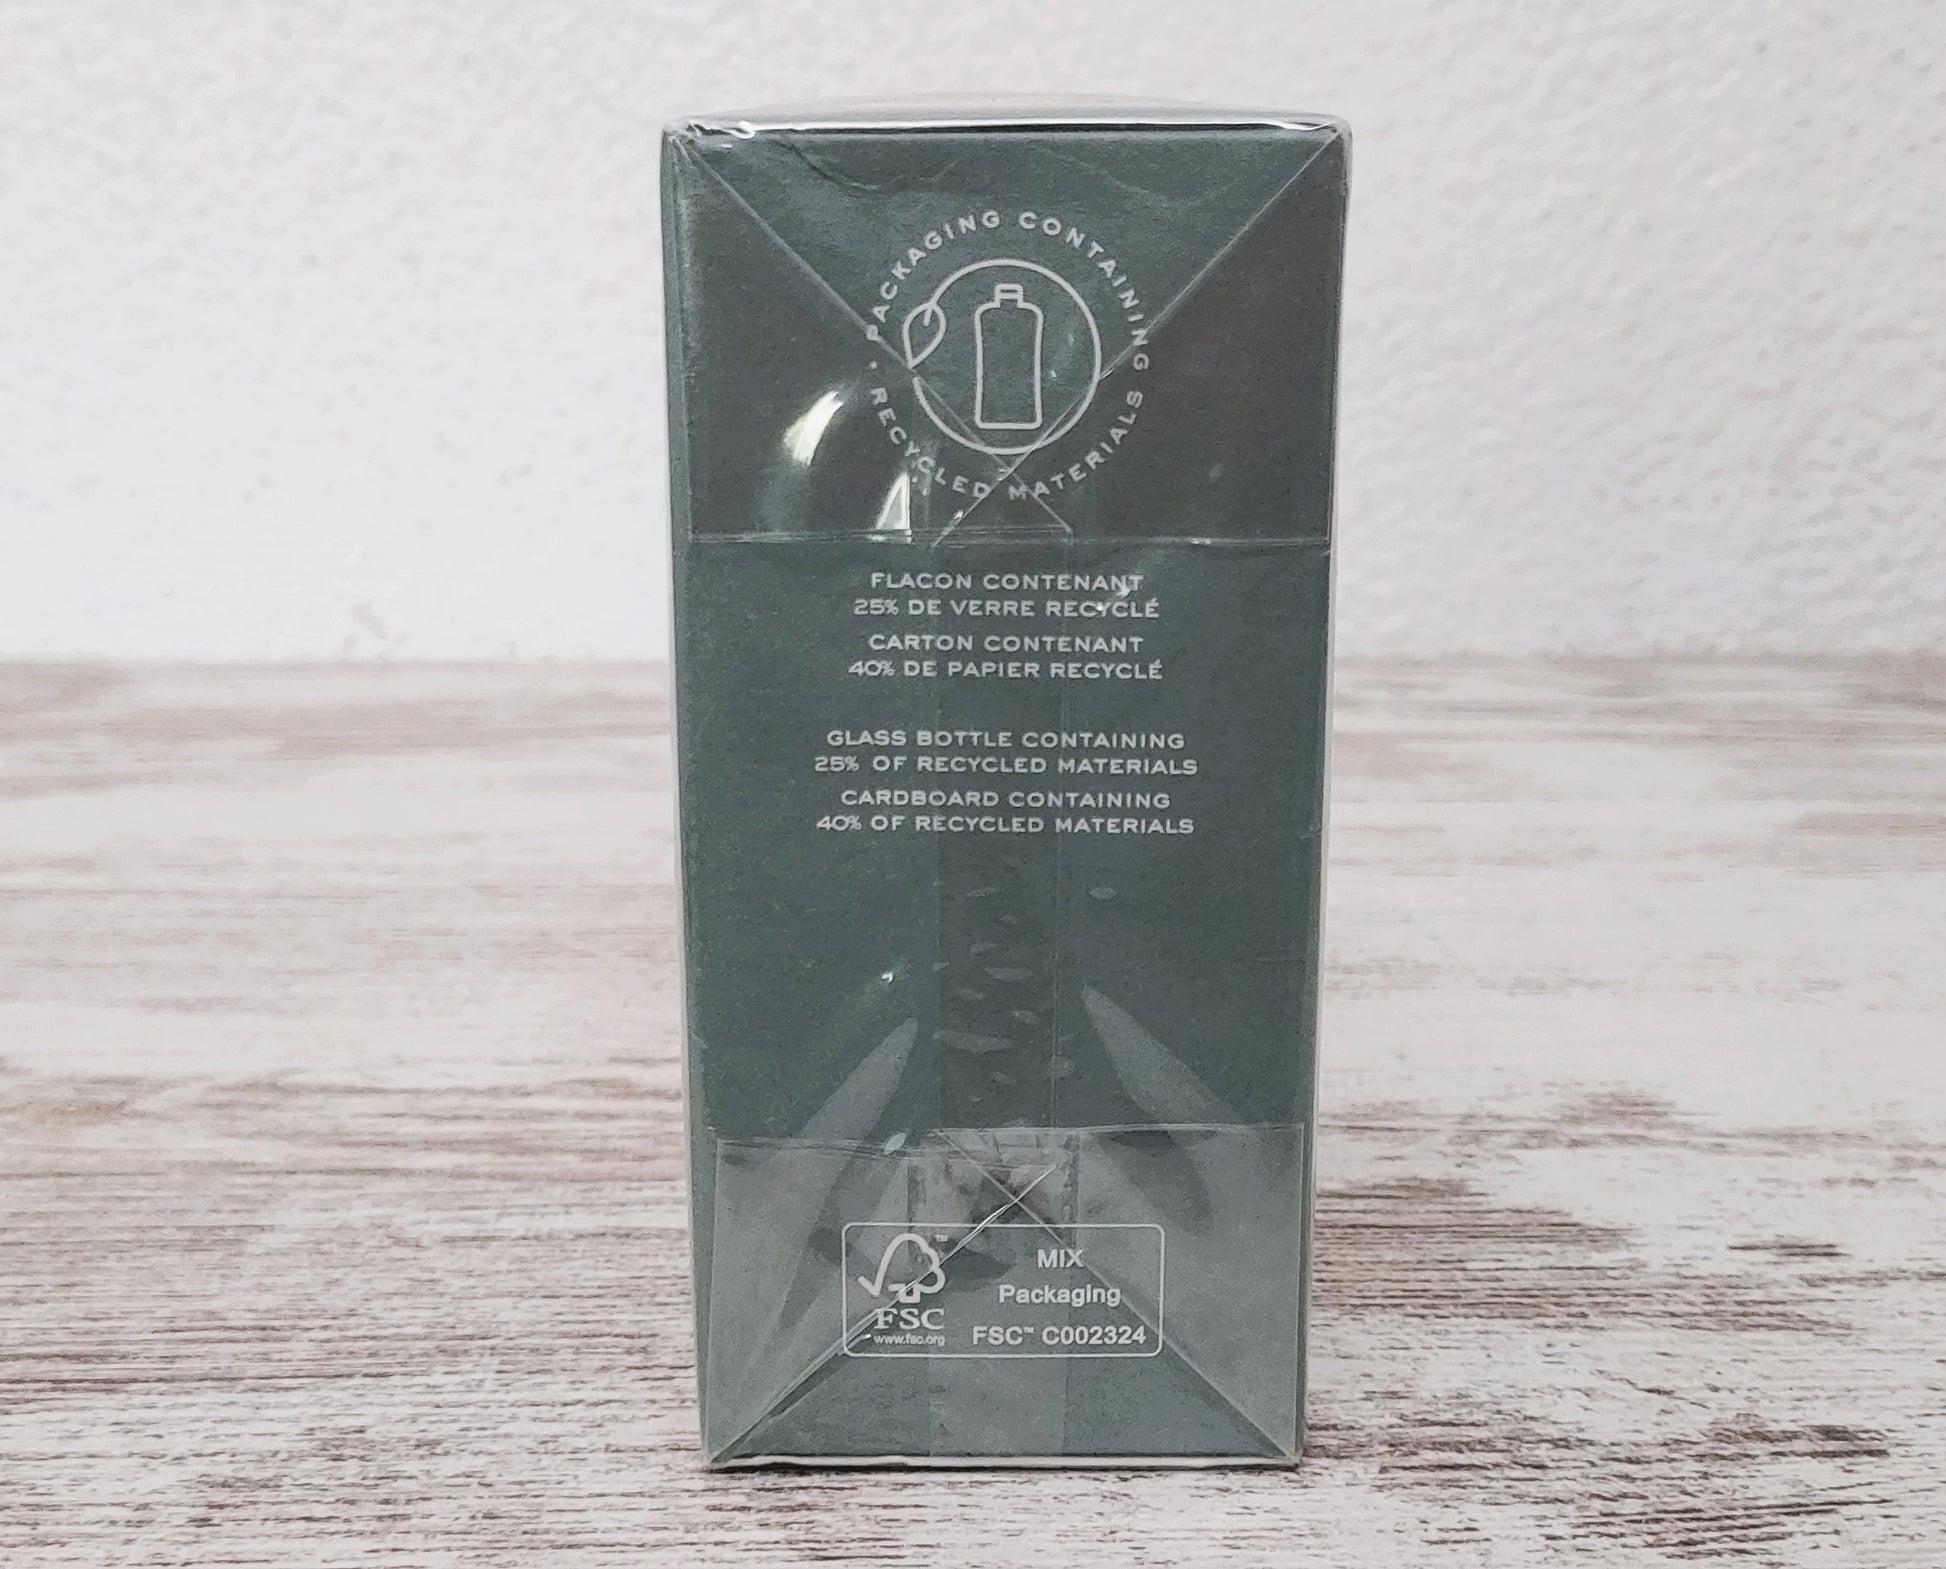 PACKAGING CONTAINING
RECYCLED MATERIALS
FLACON CONTENANT
25% DE VERRE RECYCLÉ
CARTON CONTENANT
40% DE PAPIER RECYCLÉ
GLASS BOTTLE CONTAINING
25% OF RECYCLED MATERIALS
CARDBOARD CONTAINING
40% OF RECYCLED MATERIALS
™
FSC
www.fsc.org
MIX
Packaging
FSC™ C002324